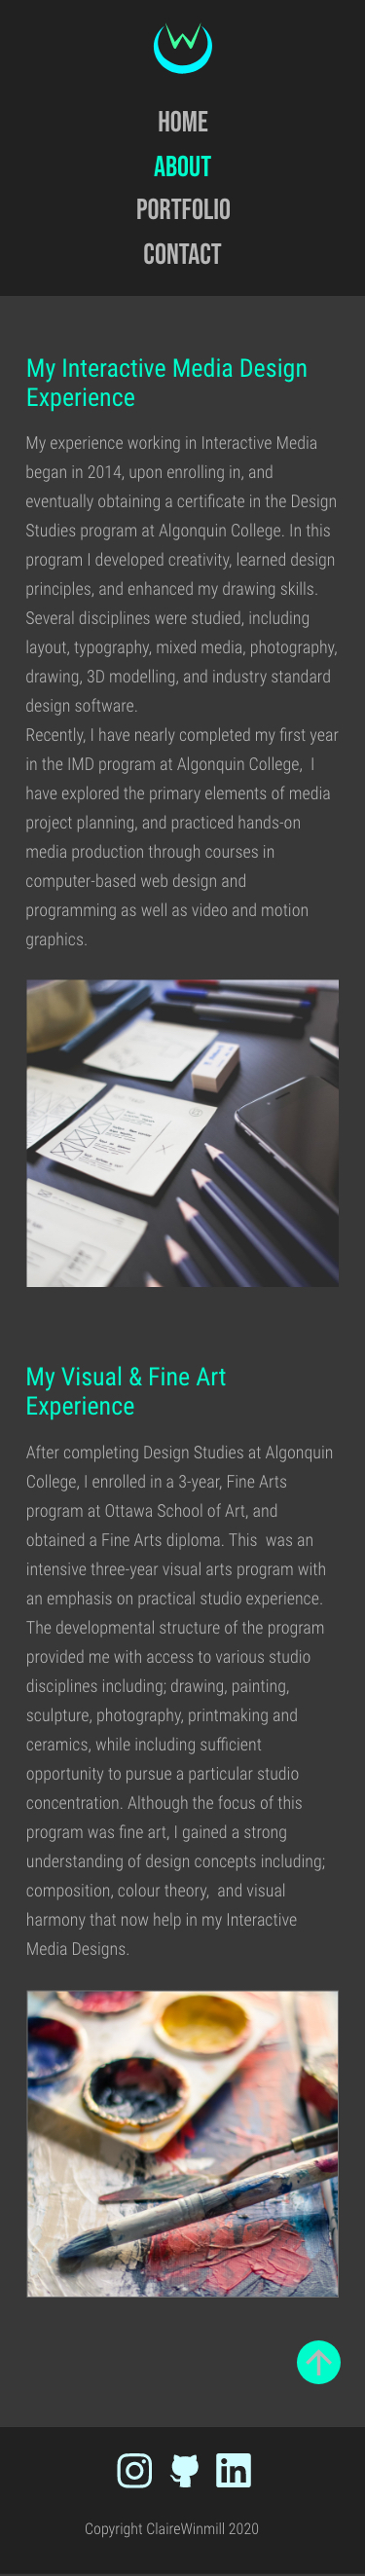 W
HOME
ABOUT
PORTFOLIO
CONTACT
My Interactive Media Design
Experience
My experience working in Interactive Media
began in 2014, upon enrolling in, and
eventually obtaining a certificate in the Design
Studies program at Algonquin College. In this
program I developed creativity, learned design
principles, and enhanced my drawing skills.
Several disciplines were studied, including
layout, typography, mixed media, photography,
drawing, 3D modelling, and industry standard
design software.
Recently, I have nearly completed my first year
in the IMD program at Algonquin College,  I
have explored the primary elements of media
project planning, and practiced hands-on
media production through courses in
computer-based web design and
programming as well as video and motion
graphics.
My Visual & Fine Art
Experience
After completing Design Studies at Algonquin
College, I enrolled in a 3-year, Fine Arts
program at Ottawa School of Art, and
obtained a Fine Arts diploma. This  was an
intensive three-year visual arts program with
an emphasis on practical studio experience.
The developmental structure of the program
provided me with access to various studio
disciplines including; drawing, painting,
sculpture, photography, printmaking and
ceramics, while including sufficient
opportunity to pursue a particular studio
concentration. Although the focus of this
program was fine art, I gained a strong
understanding of design concepts including;
composition, colour theory,  and visual
harmony that now help in my Interactive
Media Designs.
in
Copyright ClaireWinmill 2020